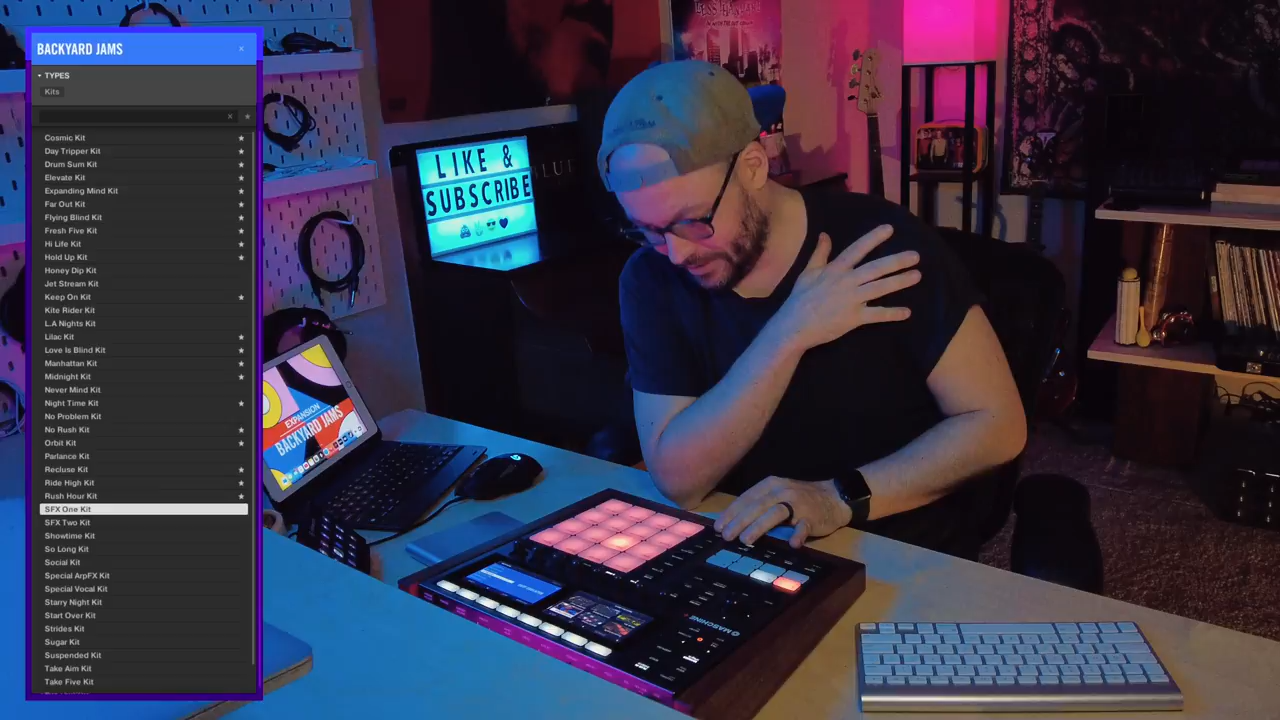 BACKYARD JAMS
TYPES
Kits
Cosmic Kit
Day Tripper Kit
Drum Sum Kit
Elevate Kit
Expanding Mind Kit
Far Out Kit
Flying Blind Kit
Fresh Five Kit
Hi Life Kit
Hold Up Kit
Honey Dip Kit
Jet Stream Kit
Keep On Kit
Kite Rider Kit
L.A Nights Kit
Lilac Kit
Love Is Blind Kit
Manhattan Kit
Midnight Kit
Never Mind Kit
Night Time Kit
No Problem Kit
No Rush Kit
Orbit Kit
Parlance Kit
Recluse Kit
Ride High Kit
Rush Hour Kit
SFX One Kit
SFX Two Kit
Showtime Kit
So Long Kit
Social Kit
Special ArpFX Kit
Special Vocal Kit
Starry Night Kit
Start Over Kit
Strides Kit
Sugar Kit
Suspended Kit
Take Aim Kit
Take Five Kit
LIKE &
SUBSCRIBE
EXPANSION
BACKYARD JAMS
MASCHINE